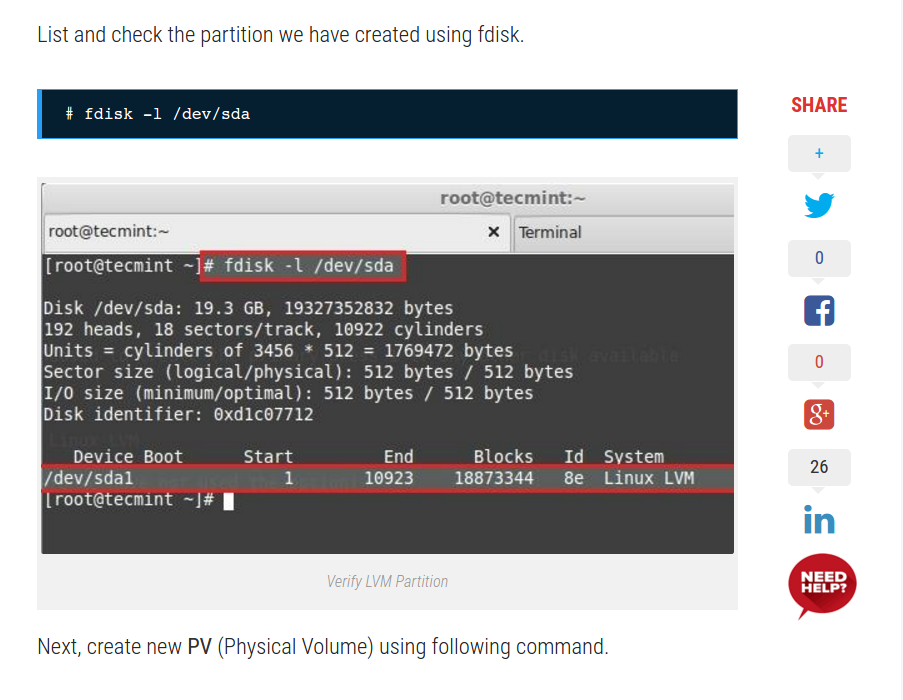 List and check the partition we have created using fdisk.
# fdisk -l /dev/sda
SHARE
+
0
0
26
NEED
HELP?
root@tecmint:~
root@tecmint:~ × Terminal
[root@tecmint ~]# fdisk -l /dev/sda
Disk /dev/sda: 19.3 GB, 19327352832 bytes
192 heads, 18 sectors/track, 10922 cylinders
Units = cylinders of 3456 * 512 = 1769472 bytes
Sector size (logical/physical): 512 bytes / 512 bytes
I/O size (minimum/optimal): 512 bytes / 512 bytes
Disk identifier: 0xd1c07712
Device Boot Start End Blocks Id System
/dev/sda1 1 10923 18873344 8e Linux LVM
[root@tecmint ~]#
Verify LVM Partition
Next, create new PV (Physical Volume) using following command.